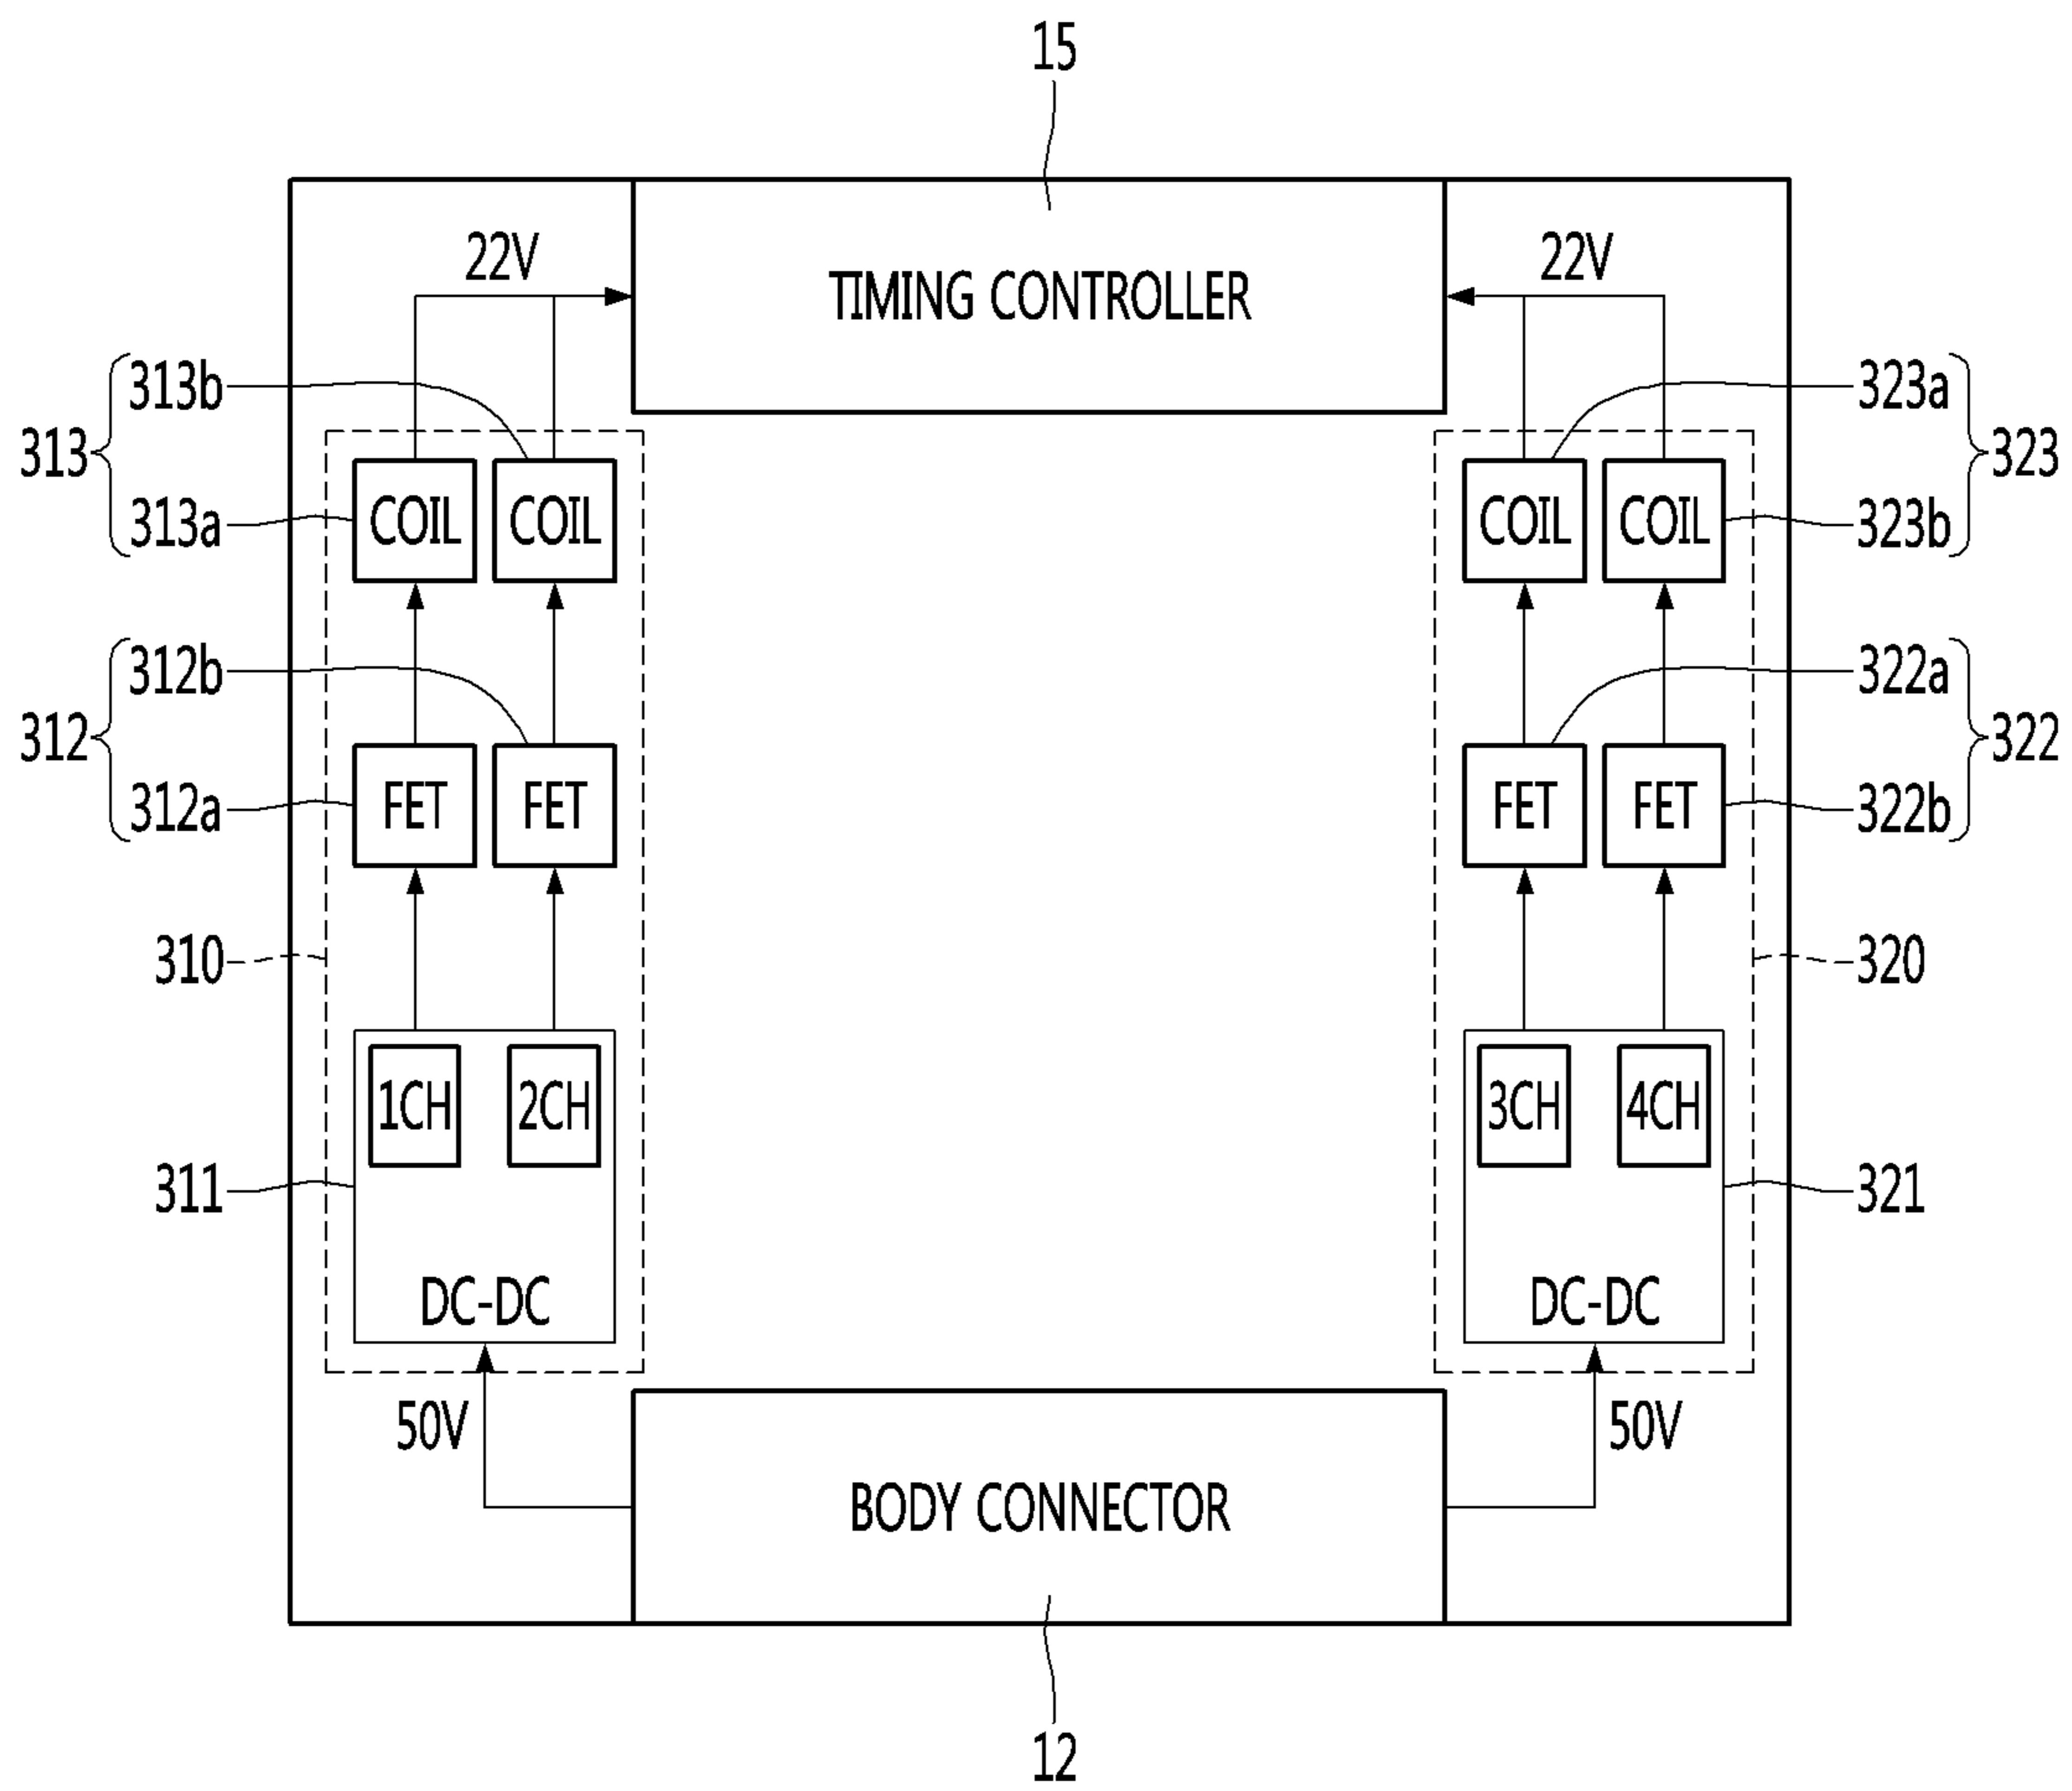 15
22V
22V
TIMING CONTROLLER
313b
323a
313
323
313a
COIL
COIL
COIL
COIL
323b
312b
322a
312
322
312a
FET
FET
FET
FET
322b
310
320
1CH
2CH
3CH
4CH
311
321
DC-DC
DC-DC
50V
50V
BODY CONNECTOR
12